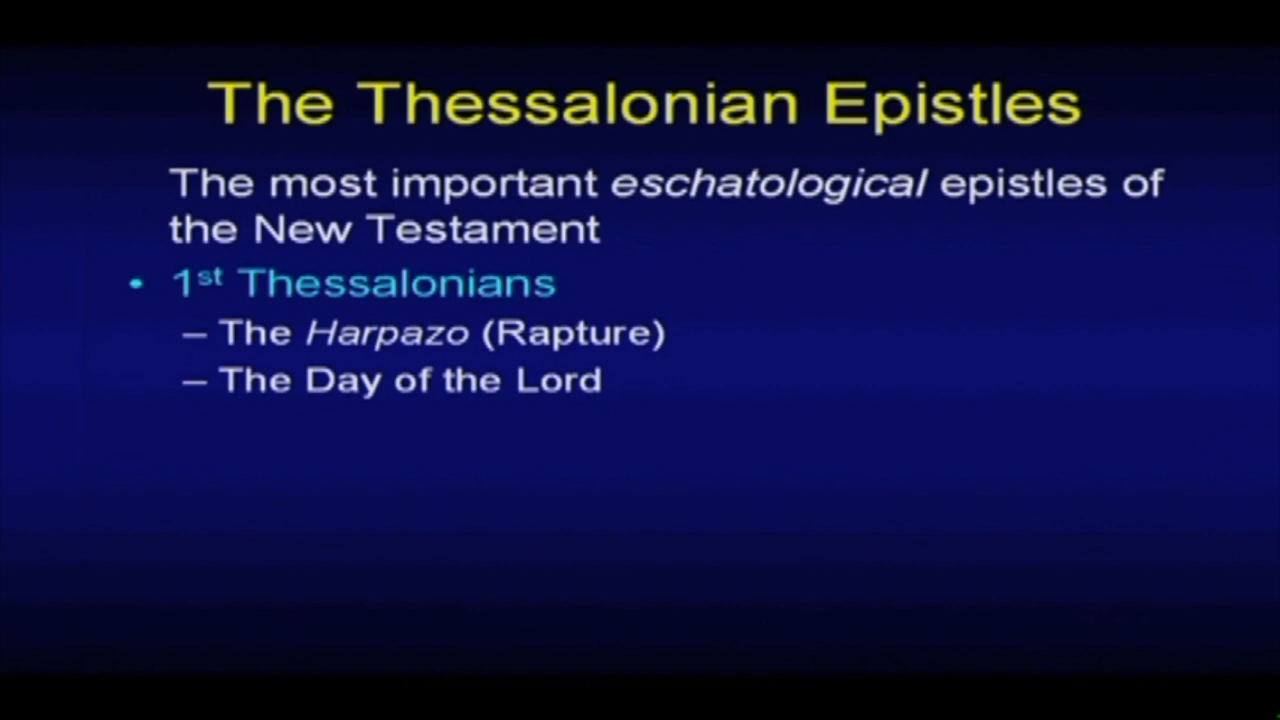 The Thessalonian Epistles
The most important eschatological epistles of
the New Testament
• 1st Thessalonians
– The Harpazo (Rapture)
– The Day of the Lord